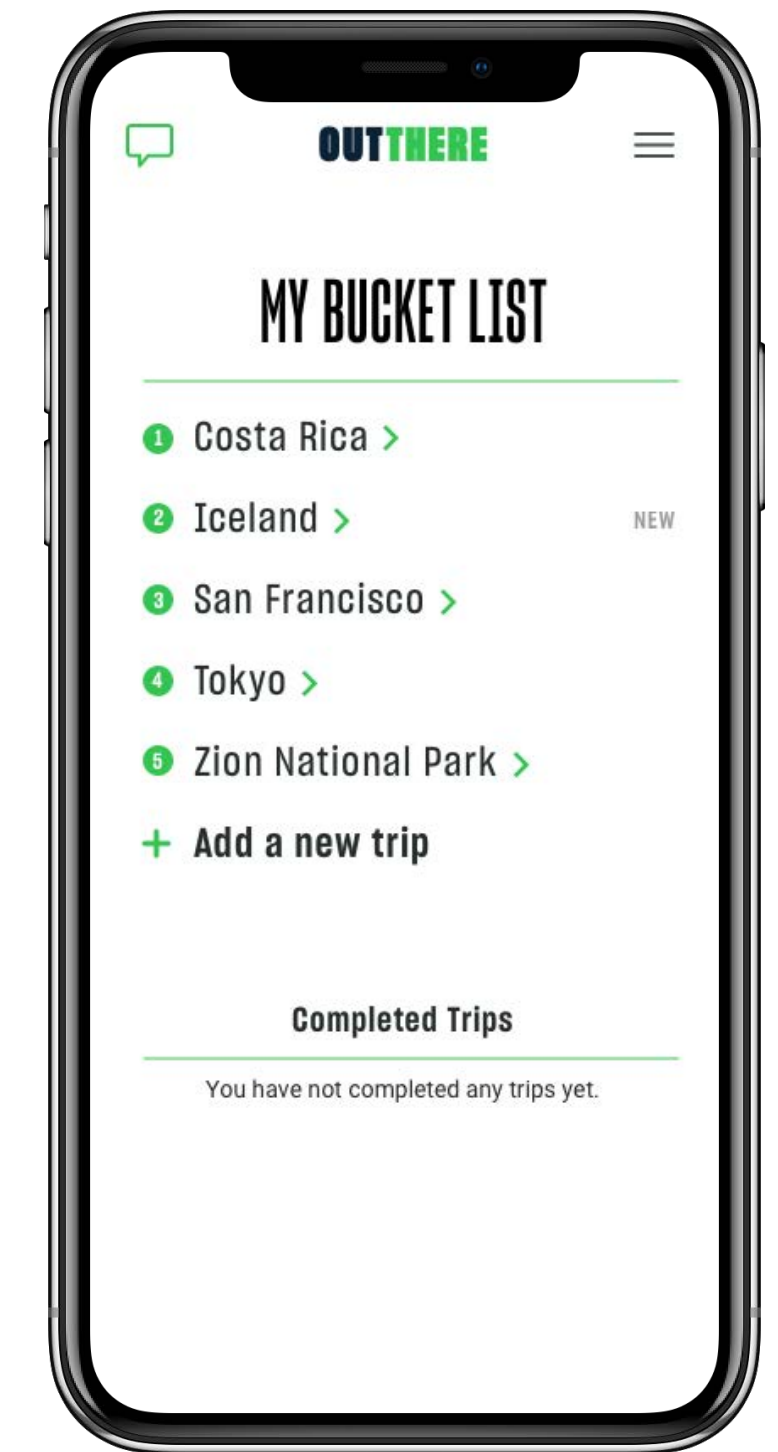 OUTTHERE
MY BUCKET LIST
1 Costa Rica
2 Iceland NEW
3 San Francisco
4 Tokyo
5 Zion National Park
+ Add a new trip
Completed Trips
You have not completed any trips yet.